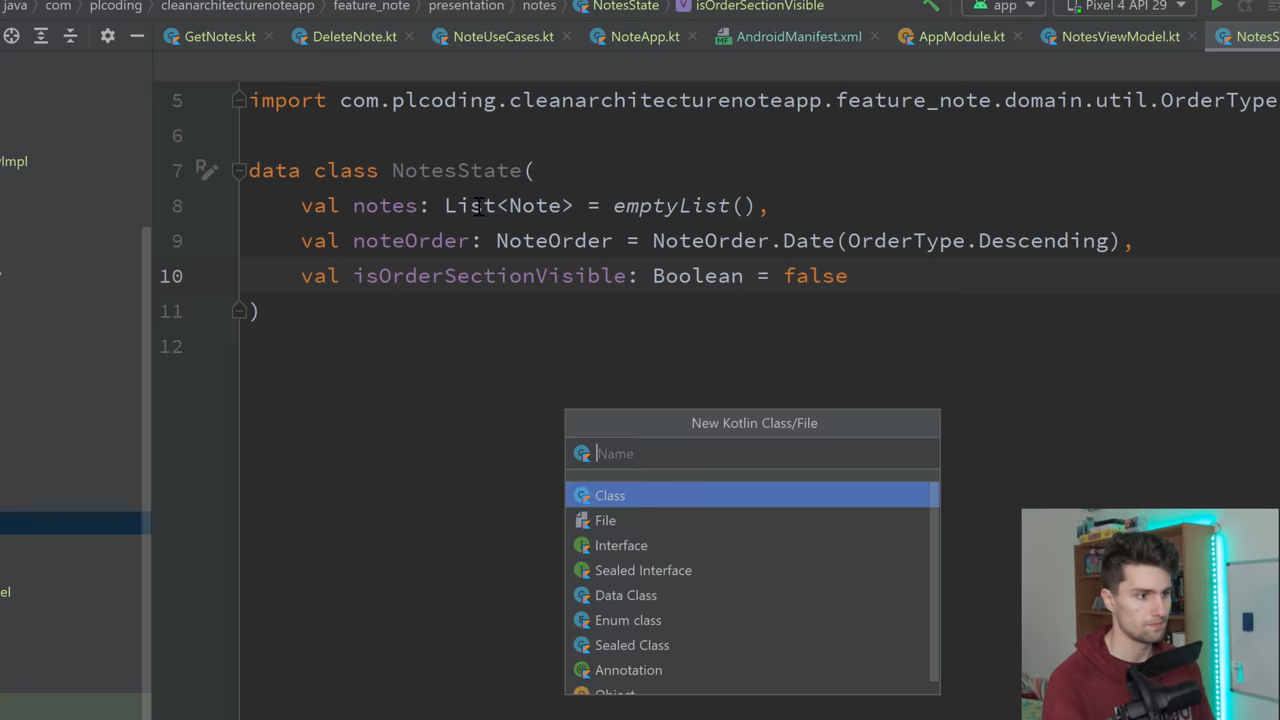 java com plcoding cleanarchitecturenoteapp feature_note presentation notes NotesState isOrderSectionVisible app Pixel 4 API 29
GetNotes.kt DeleteNote.kt NoteUseCases.kt NoteApp.kt AndroidManifest.xml AppModule.kt NotesViewModel.kt NotesS
5 import com.plcoding.cleanarchitecturenoteapp.feature_note.domain.util.OrderType
6
yImpl
7 data class NotesState(
8 val notes: List<Note> = emptyList(),
9 val noteOrder: NoteOrder = NoteOrder.Date(OrderType.Descending),
10 val isOrderSectionVisible: Boolean = false
11 )
12
New Kotlin Class/File
Name
Class
File
Interface
Sealed Interface
Data Class
el
Enum class
Sealed Class
Annotation
Object